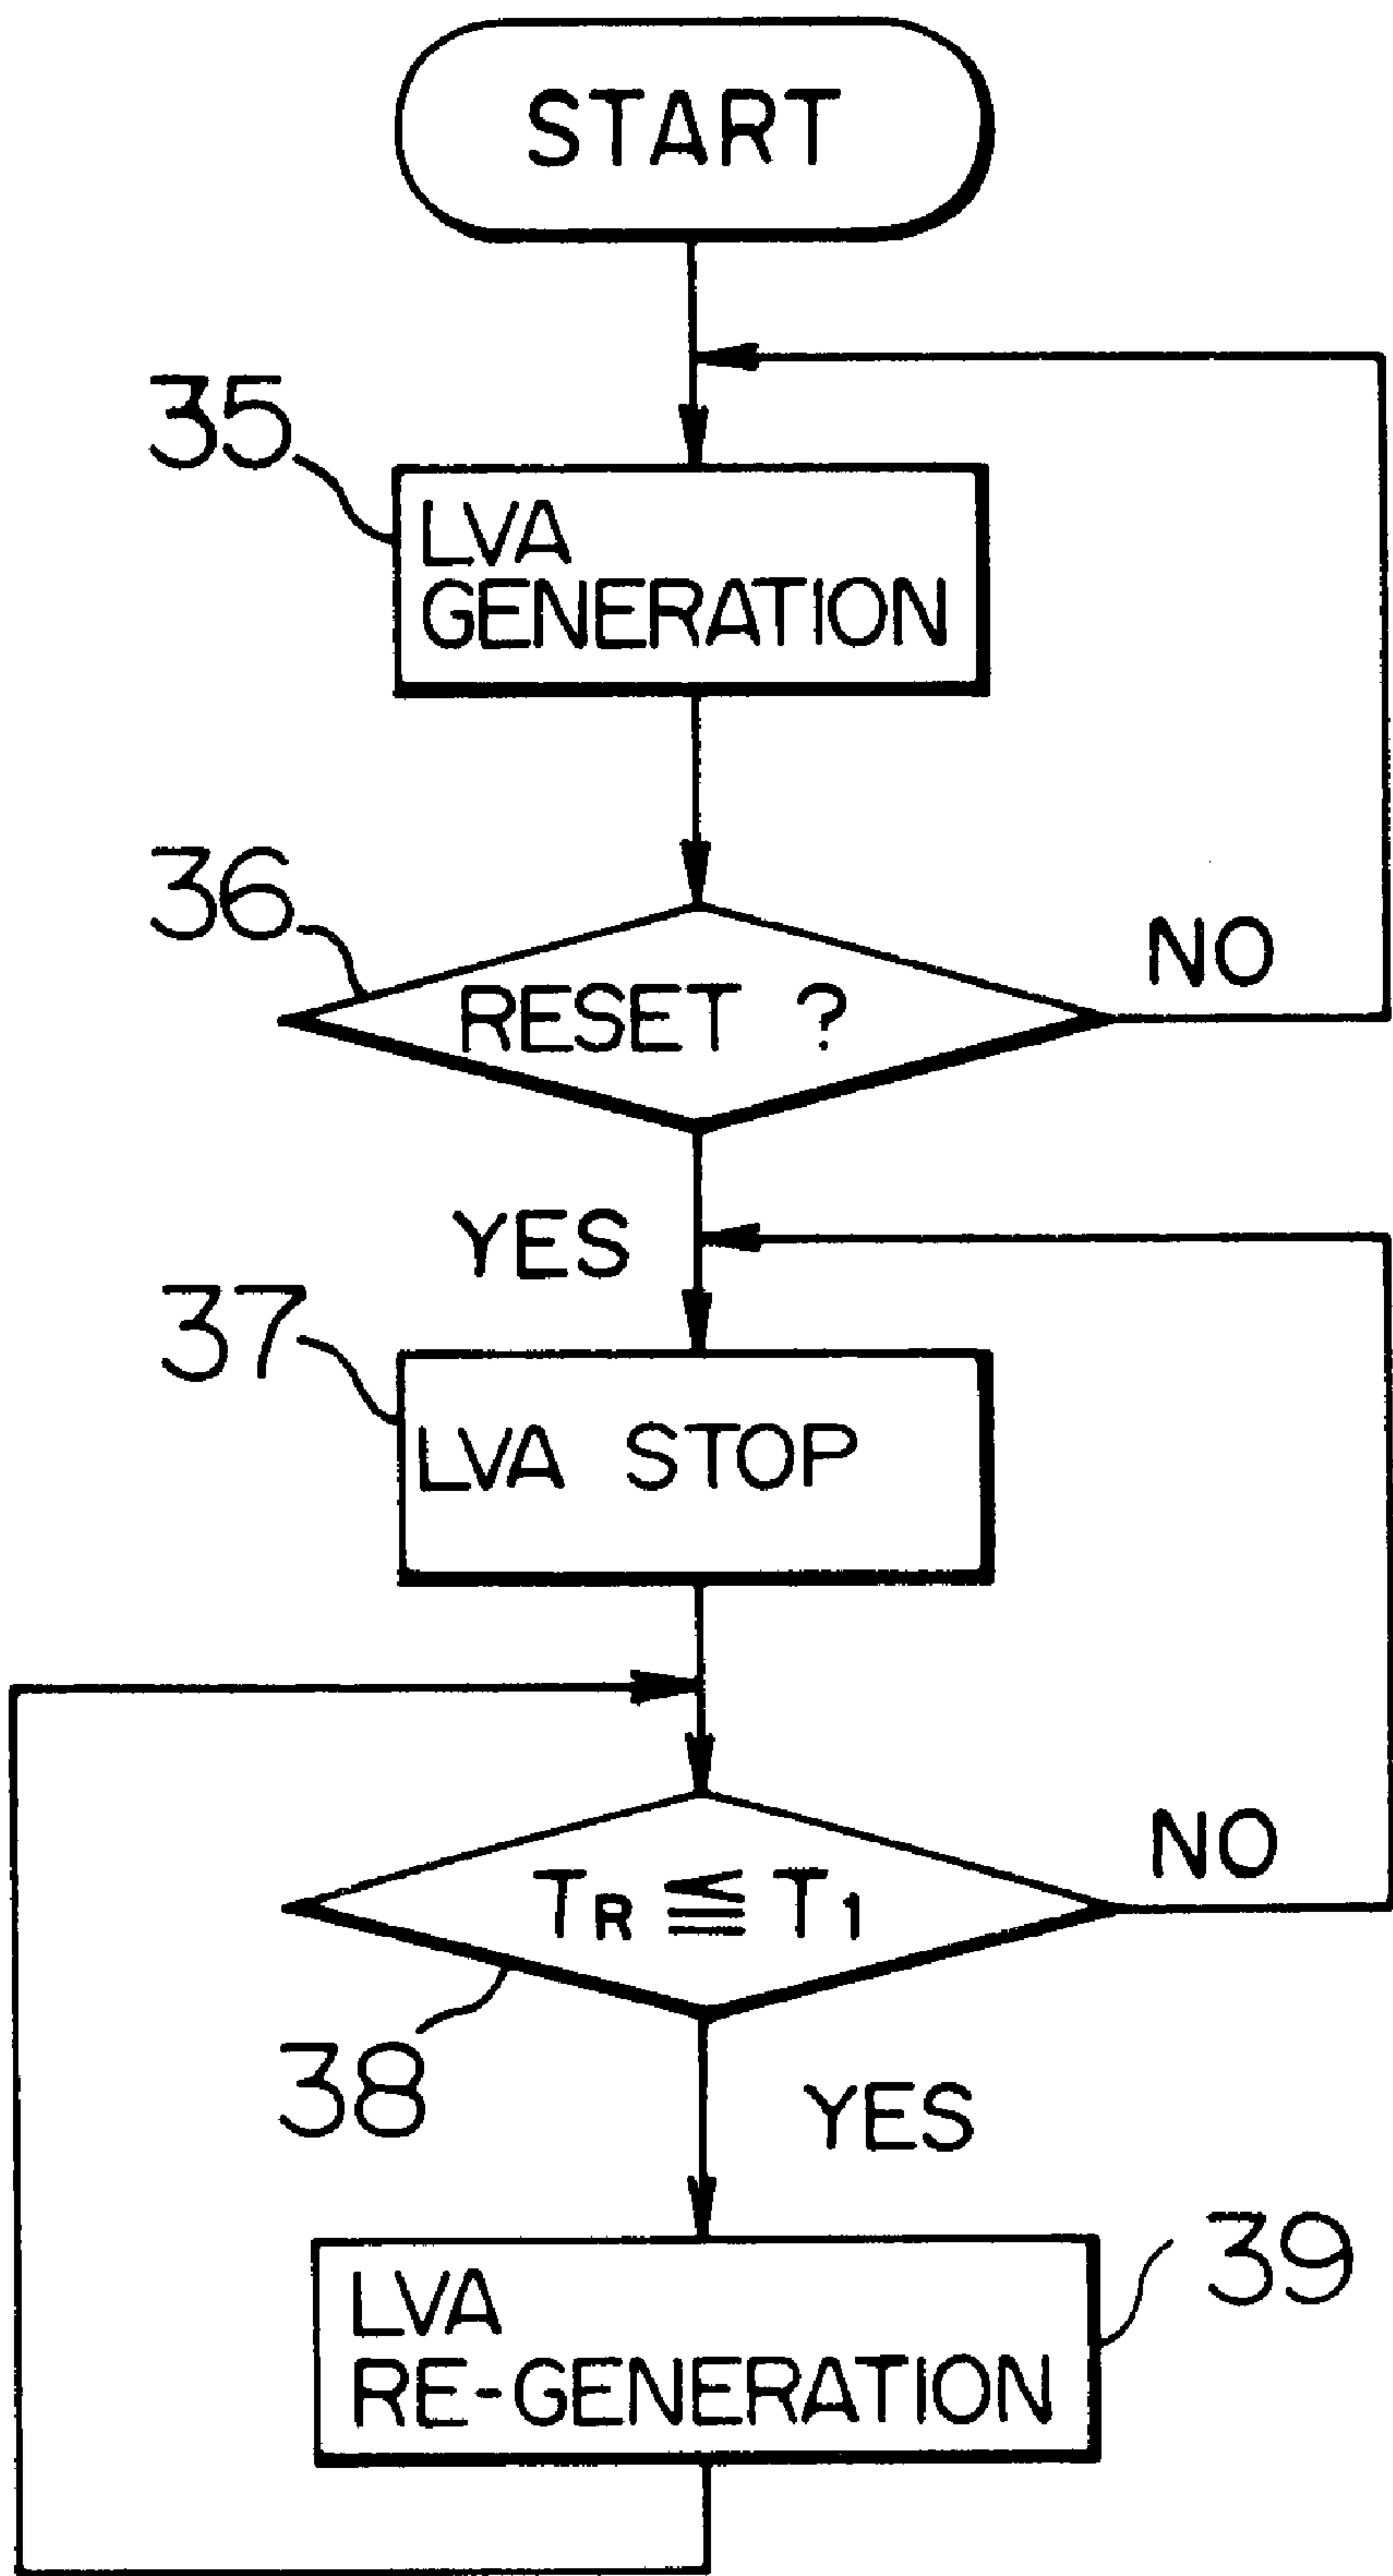 START
35
LVA
GENERATION
36
RESET ?
NO
YES
37
LVA STOP
TR ≦ T1
NO
38
YES
39
LVA
RE-GENERATION